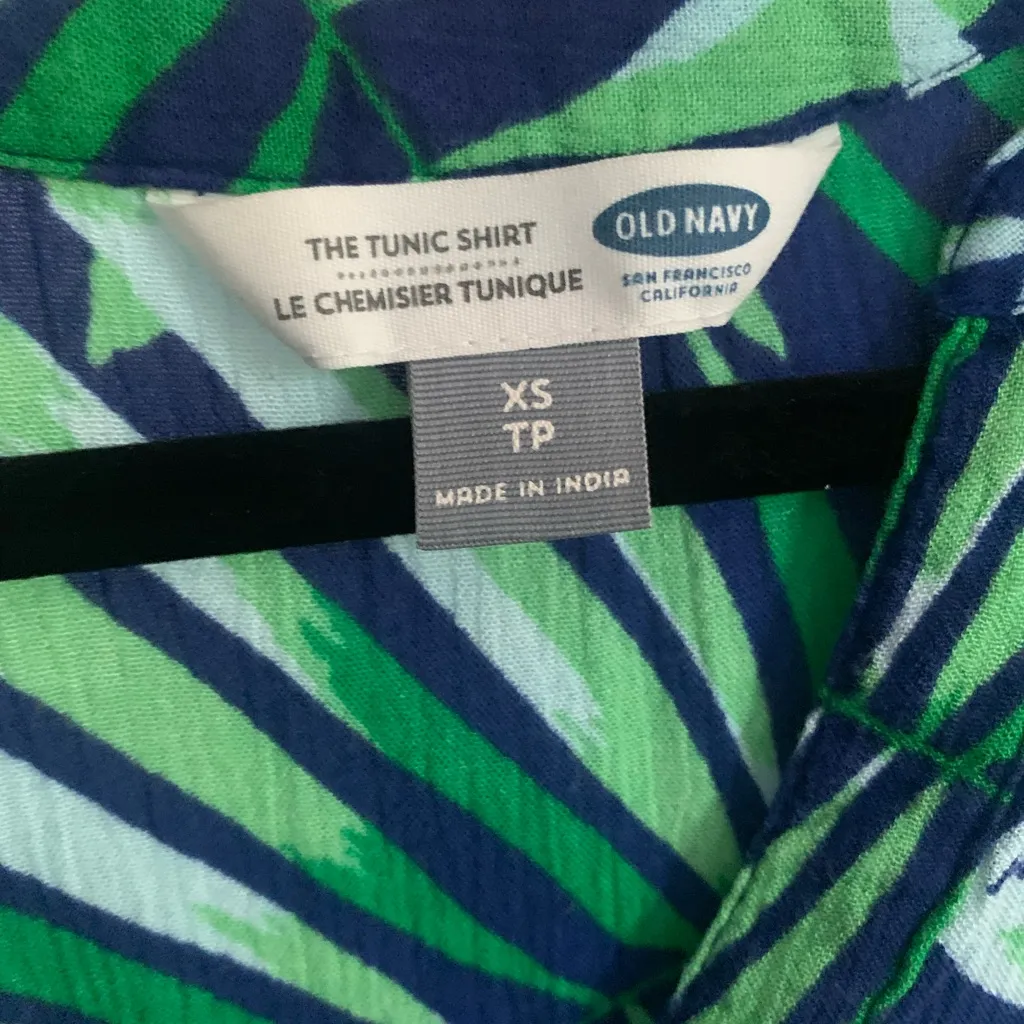 THE TUNIC SHIRT
LE CHEMISIER TUNIQUE
OLD NAVY
SAN FRANCISCO
CALIFORNIA
XS
TP
MADE IN INDIA